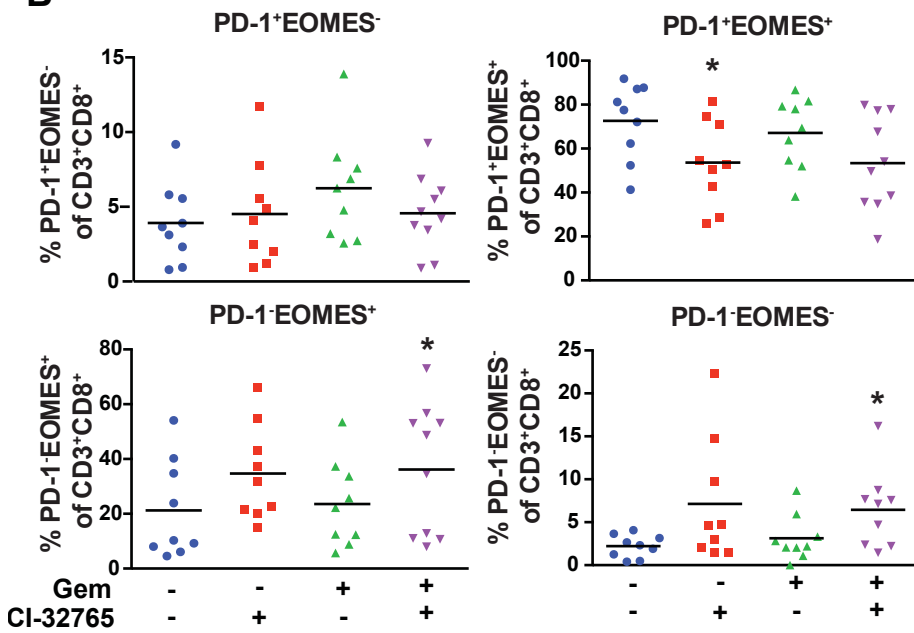 B
PD-1⁺EOMES⁻
% PD-1⁺EOMES⁻
of CD3⁺CD8⁺
15
10
5
0
PD-1⁺EOMES⁺
% PD-1⁺EOMES⁺
of CD3⁺CD8⁺
100
80
60
40
20
0
*
PD-1⁻EOMES⁺
% PD-1⁻EOMES⁺
of CD3⁺CD8⁺
80
60
40
20
0
*
PD-1⁻EOMES⁻
% PD-1⁻EOMES⁻
of CD3⁺CD8⁺
25
20
15
10
5
0
*
Gem - - + + - - + +
CI-32765 - + - + - + - +